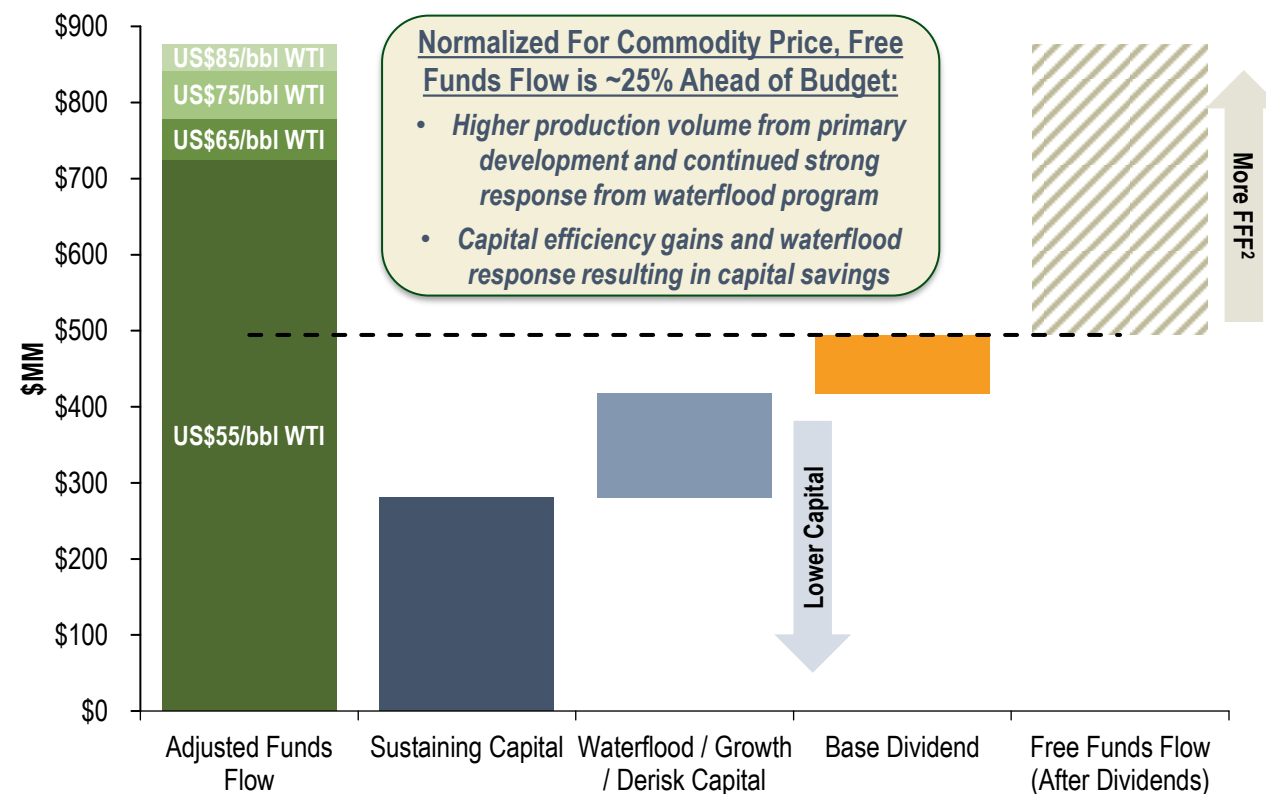 $900
$800
$700
$600
$500
$400
$300
$200
$100
$0
$MM
US$85/bbl WTI
US$75/bbl WTI
US$65/bbl WTI
US$55/bbl WTI
Normalized For Commodity Price, Free
Funds Flow is ~25% Ahead of Budget:
• Higher production volume from primary
development and continued strong
response from waterflood program
• Capital efficiency gains and waterflood
response resulting in capital savings
Lower Capital
More FFF²
Adjusted Funds
Flow
Sustaining Capital
Waterflood / Growth
/ Derisk Capital
Base Dividend
Free Funds Flow
(After Dividends)